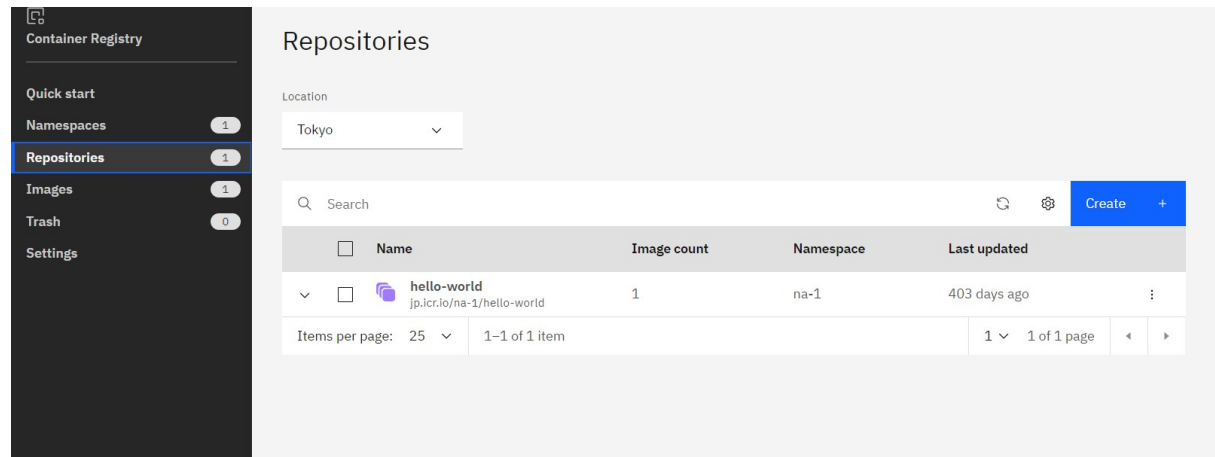 Container Registry
Quick start
Namespaces 1
Repositories 1
Images 1
Trash 0
Settings
Repositories
Location
Tokyo
Search
Create +
Name Image count Namespace Last updated
hello-world
jp.icr.io/na-1/hello-world
1 na-1 403 days ago
Items per page: 25 1–1 of 1 item 1 1 of 1 page